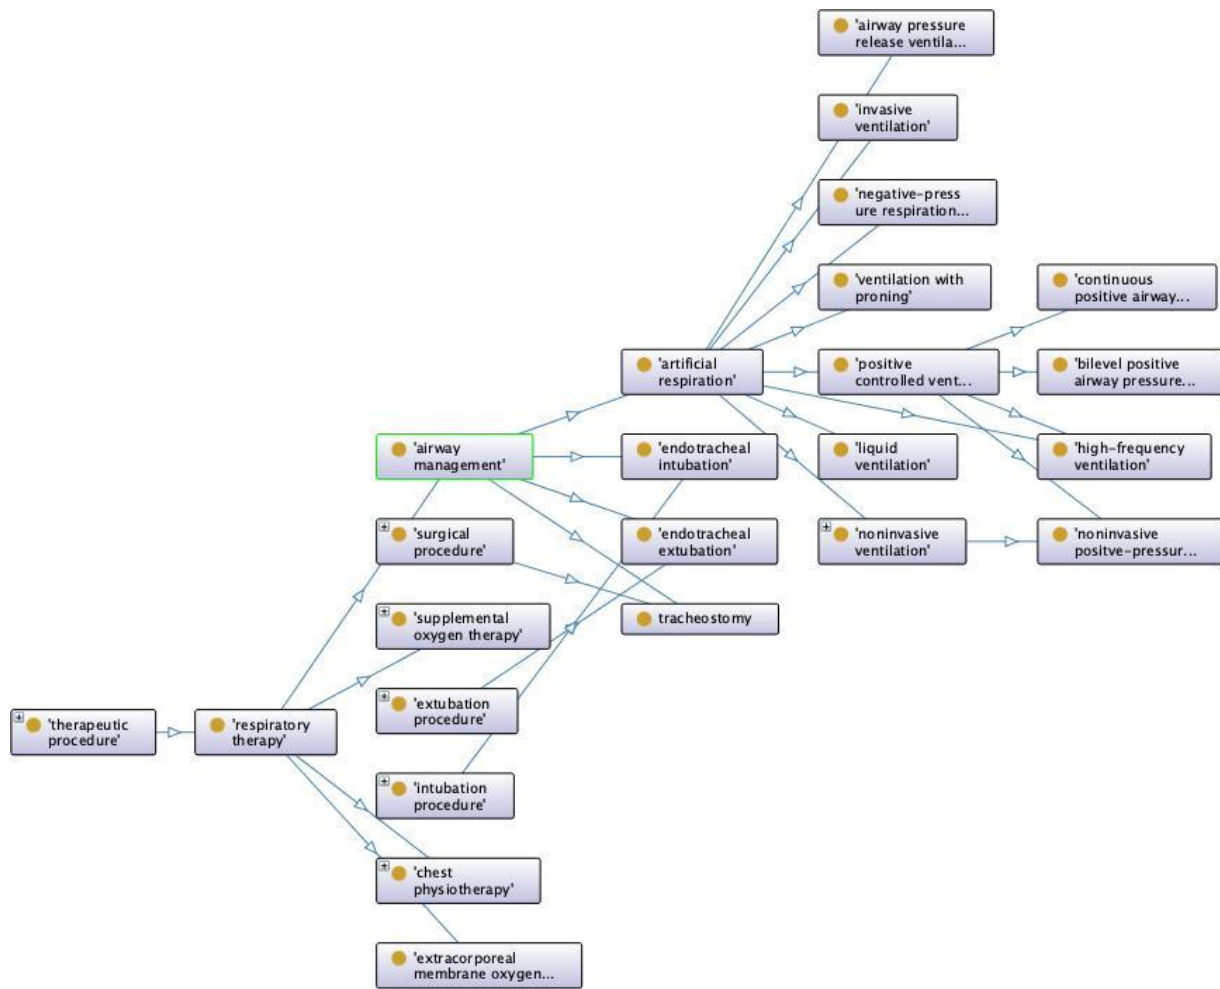 'airway pressure
release ventila...
'invasive
ventilation'
'negative-press
ure respiration...
'ventilation with
proning'
'continuous
positive airway...
'artificial
respiration'
'positive
controlled vent...
'bilevel positive
airway pressure...
'airway
management'
'endotracheal
intubation'
'liquid
ventilation'
'high-frequency
ventilation'
'surgical
procedure'
'endotracheal
extubation'
'noninvasive
ventilation'
'noninvasive
positve-pressur...
'supplemental
oxygen therapy'
tracheostomy
'therapeutic
procedure'
'respiratory
therapy'
'extubation
procedure'
'intubation
procedure'
'chest
physiotherapy'
'extracorporeal
membrane oxygen...